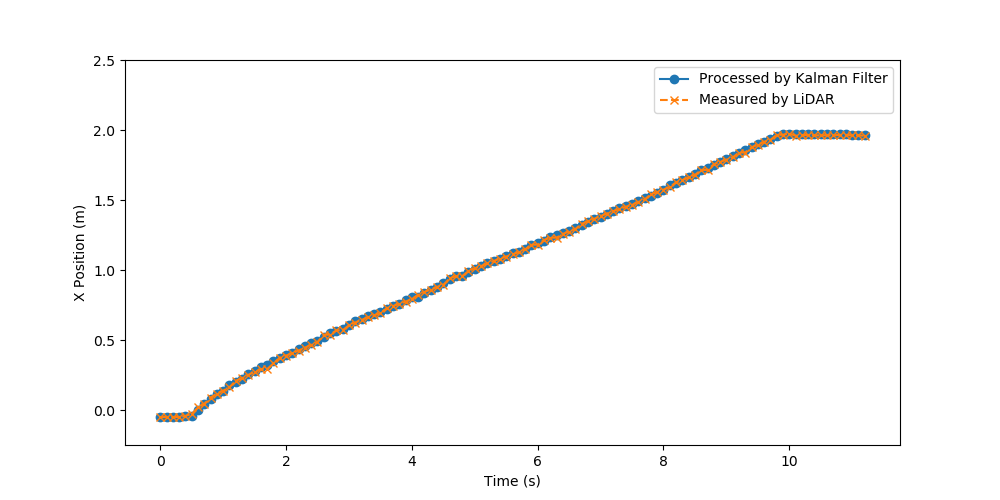 2.5
2.0
1.5
1.0
0.5
0.0
X Position (m)
Processed by Kalman Filter
Measured by LiDAR
0 2 4 6 8 10
Time (s)